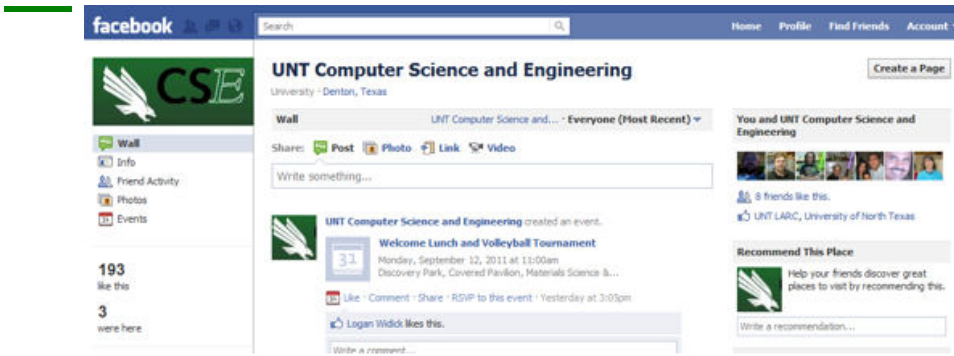 facebook
Search
Home Profile Find Friends Account
CSE
UNT Computer Science and Engineering
University · Denton, Texas
Create a Page
Wall
Info
Friend Activity
Photos
Events
193
like this
3
were here
Wall UNT Computer Science and... · Everyone (Most Recent)
Share: Post Photo Link Video
Write something...
UNT Computer Science and Engineering created an event.
31
Welcome Lunch and Volleyball Tournament
Monday, September 12, 2011 at 11:00am
Discovery Park, Covered Pavilion, Materials Science &...
Like · Comment · Share · RSVP to this event · Yesterday at 3:05pm
Logan Widick likes this.
Write a comment...
You and UNT Computer Science and
Engineering
8 friends like this.
UNT LARC, University of North Texas
Recommend This Place
Help your friends discover great
places to visit by recommending this.
Write a recommendation...